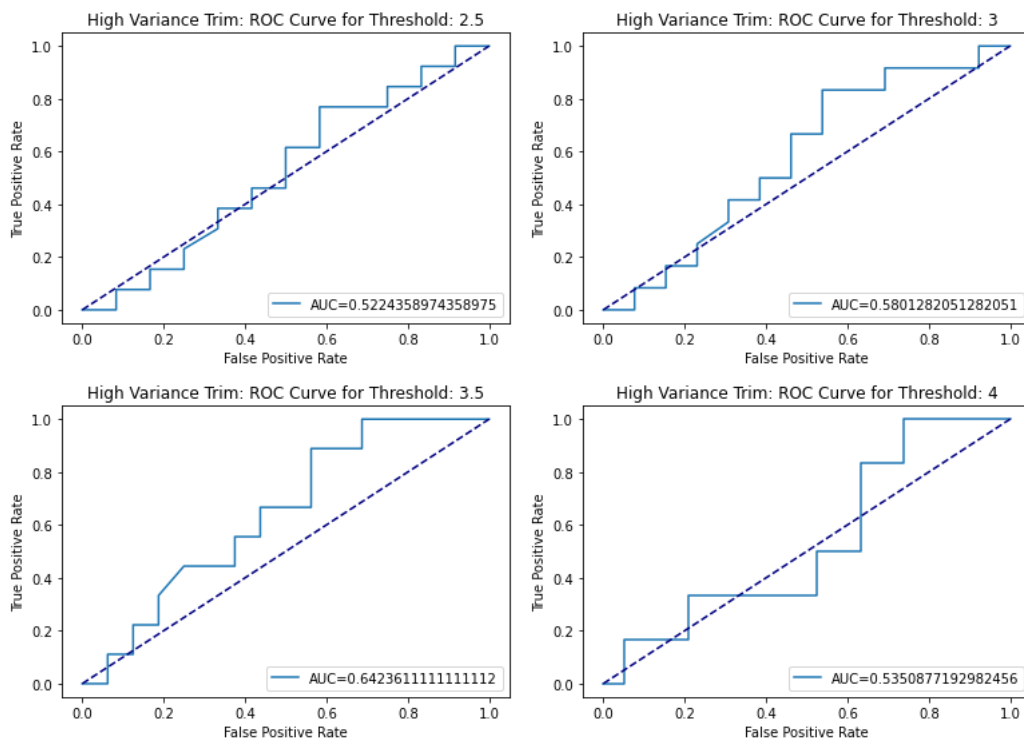 High Variance Trim: ROC Curve for Threshold: 2.5
1.0
0.8
0.6
0.4
0.2
0.0
True Positive Rate
AUC=0.5224358974358975
0.0 0.2 0.4 0.6 0.8 1.0
False Positive Rate
High Variance Trim: ROC Curve for Threshold: 3
1.0
0.8
0.6
0.4
0.2
0.0
True Positive Rate
AUC=0.5801282051282051
0.0 0.2 0.4 0.6 0.8 1.0
False Positive Rate
High Variance Trim: ROC Curve for Threshold: 3.5
1.0
0.8
0.6
0.4
0.2
0.0
True Positive Rate
AUC=0.6423611111111112
0.0 0.2 0.4 0.6 0.8 1.0
False Positive Rate
High Variance Trim: ROC Curve for Threshold: 4
1.0
0.8
0.6
0.4
0.2
0.0
True Positive Rate
AUC=0.5350877192982456
0.0 0.2 0.4 0.6 0.8 1.0
False Positive Rate